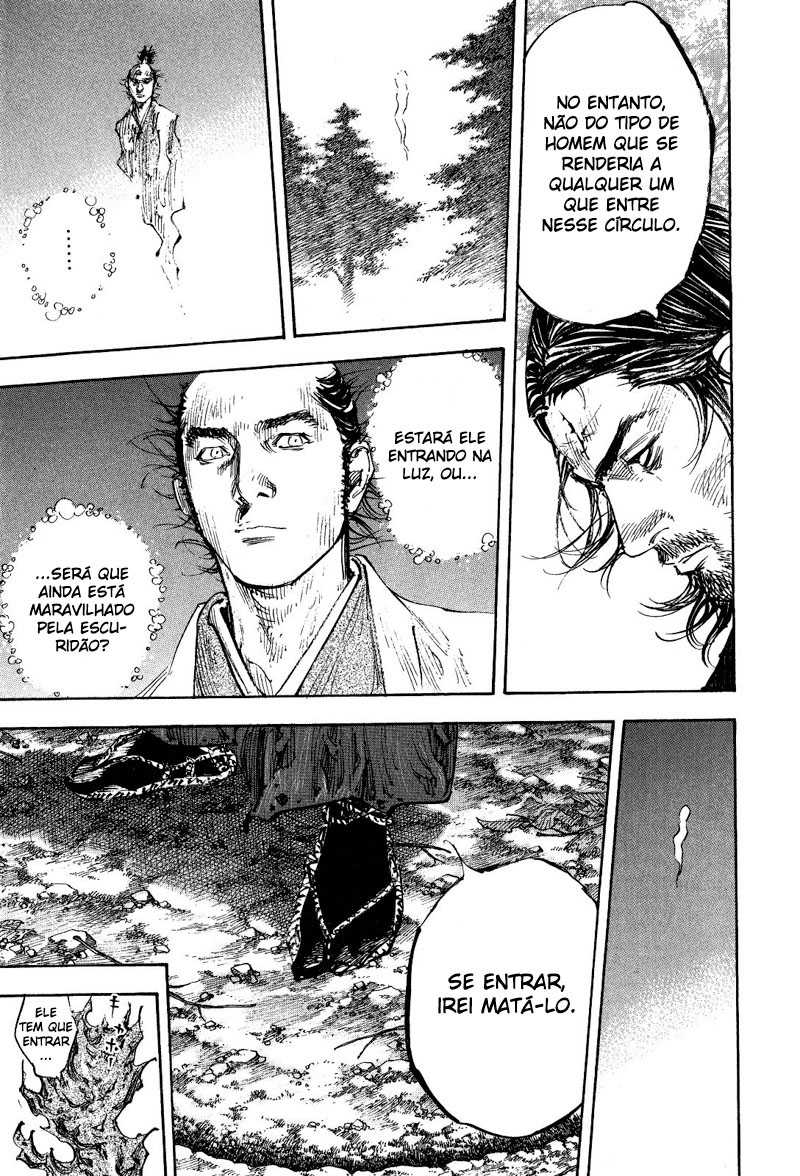 NO ENTANTO,
NÃO DO TIPO DE
HOMEM QUE SE
RENDERIA A
QUALQUER UM
QUE ENTRE
NESSE CÍRCULO.
......
ESTARÁ ELE
ENTRANDO NA
LUZ, OU...
...SERÁ QUE
AINDA ESTÁ
MARAVILHADO
PELA ESCU-
RIDÃO?
SE ENTRAR,
IREI MATÁ-LO.
ELE
TEM QUE
ENTRAR
...